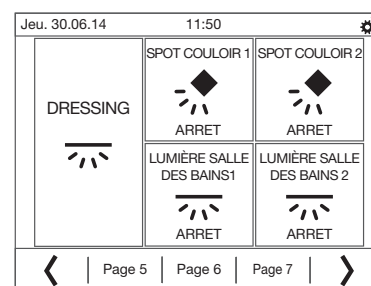 Jeu. 30.06.14 11:50
DRESSING
SPOT COULOIR 1
ARRET
SPOT COULOIR 2
ARRET
LUMIÈRE SALLE
DES BAINS1
ARRET
LUMIÈRE SALLE
DES BAINS 2
ARRET
Page 5 Page 6 Page 7